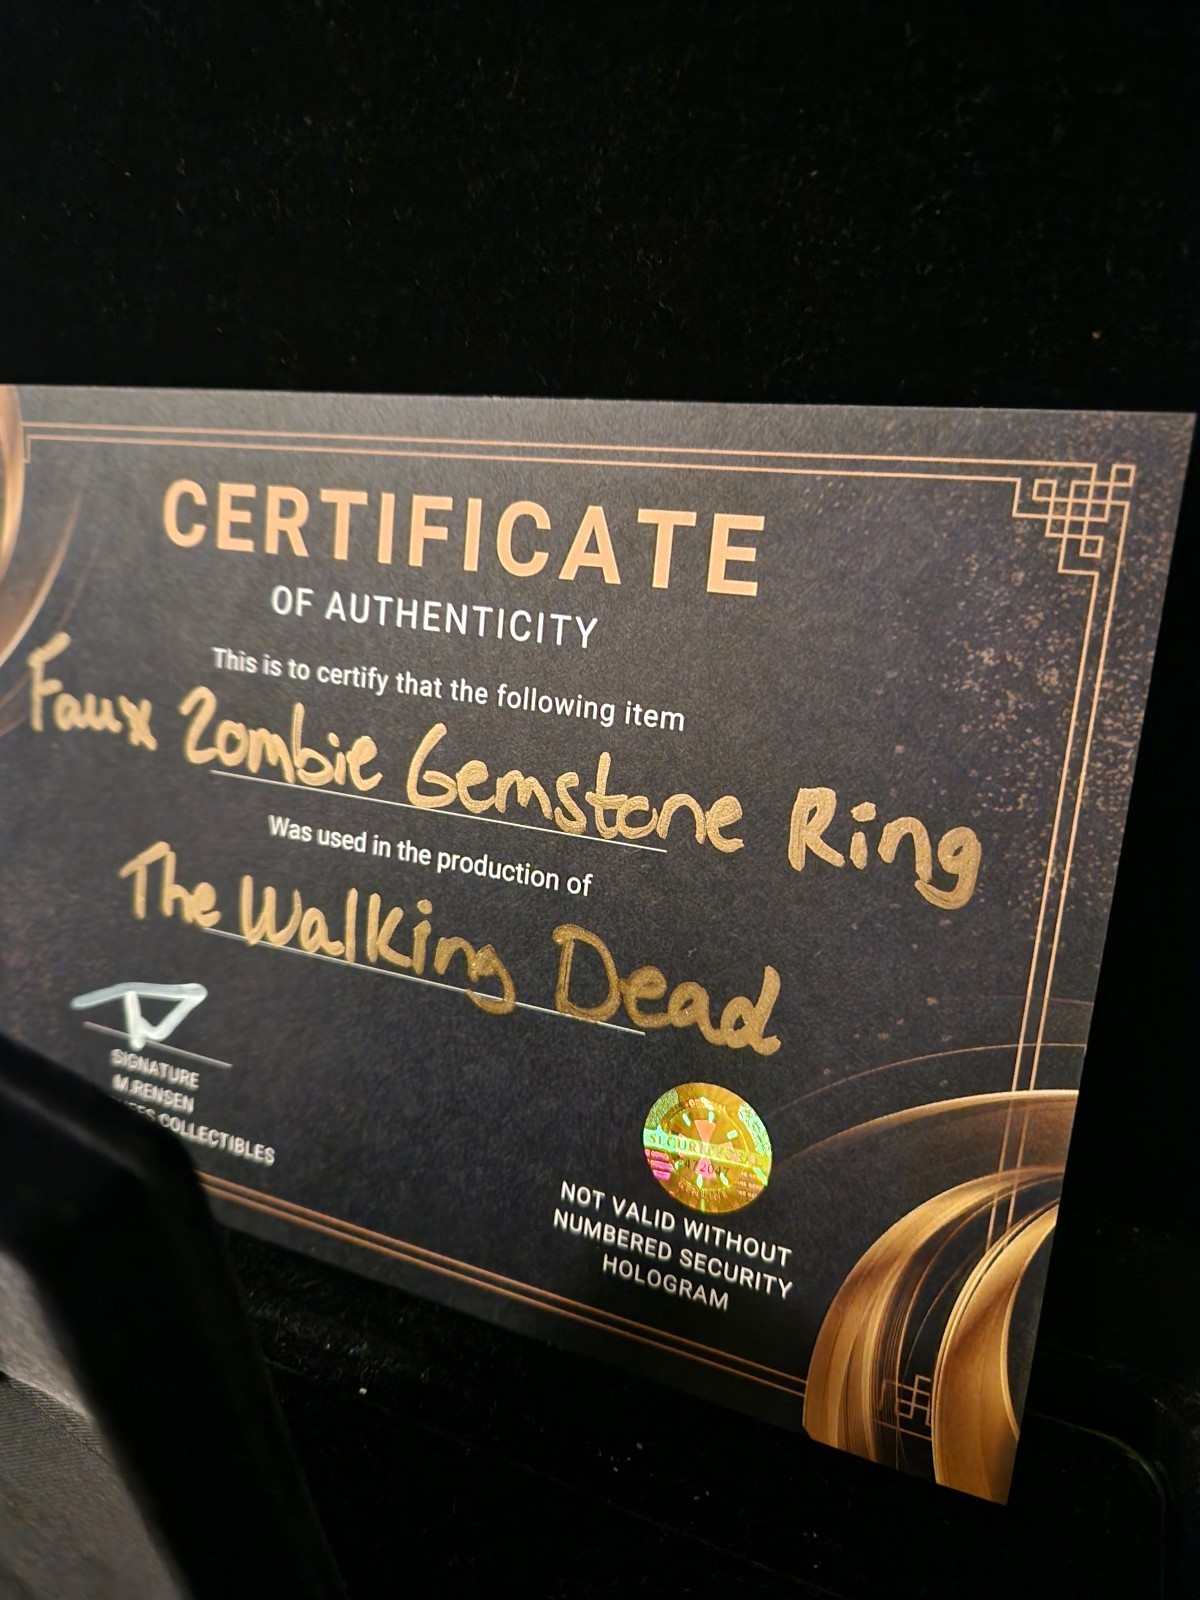 CERTIFICATE
OF AUTHENTICITY
This is to certify that the following item
Faux Zombie Gemstone Ring
Was used in the production of
The Walking Dead
SIGNATURE
M.RENSEN
COLLECTIBLES
NOT VALID WITHOUT
NUMBERED SECURITY
HOLOGRAM